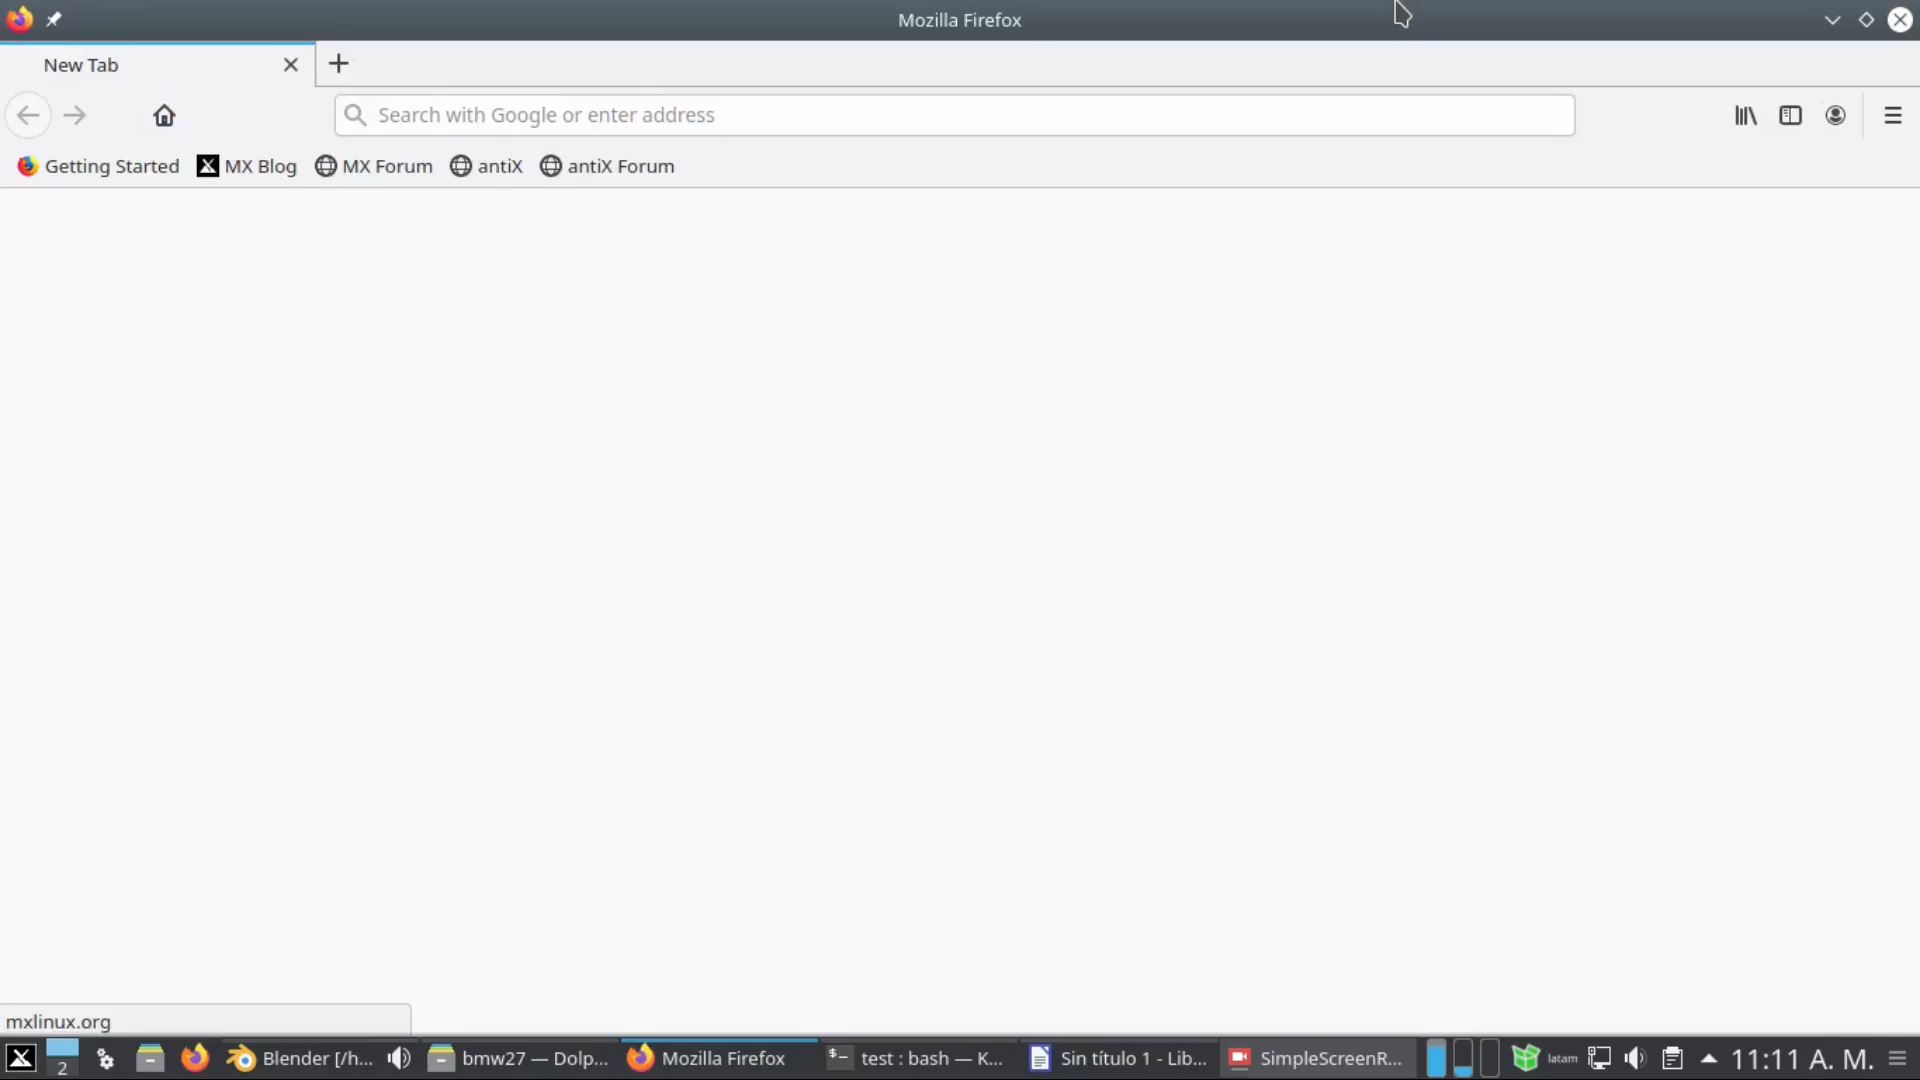 Mozilla Firefox
New Tab
Search with Google or enter address
Getting Started MX Blog MX Forum antiX antiX Forum
mxlinux.org
2 Blender [/h... bmw27 — Dolp... Mozilla Firefox test : bash — K... Sin título 1 - Lib... SimpleScreenR... latam 11:11 A. M.